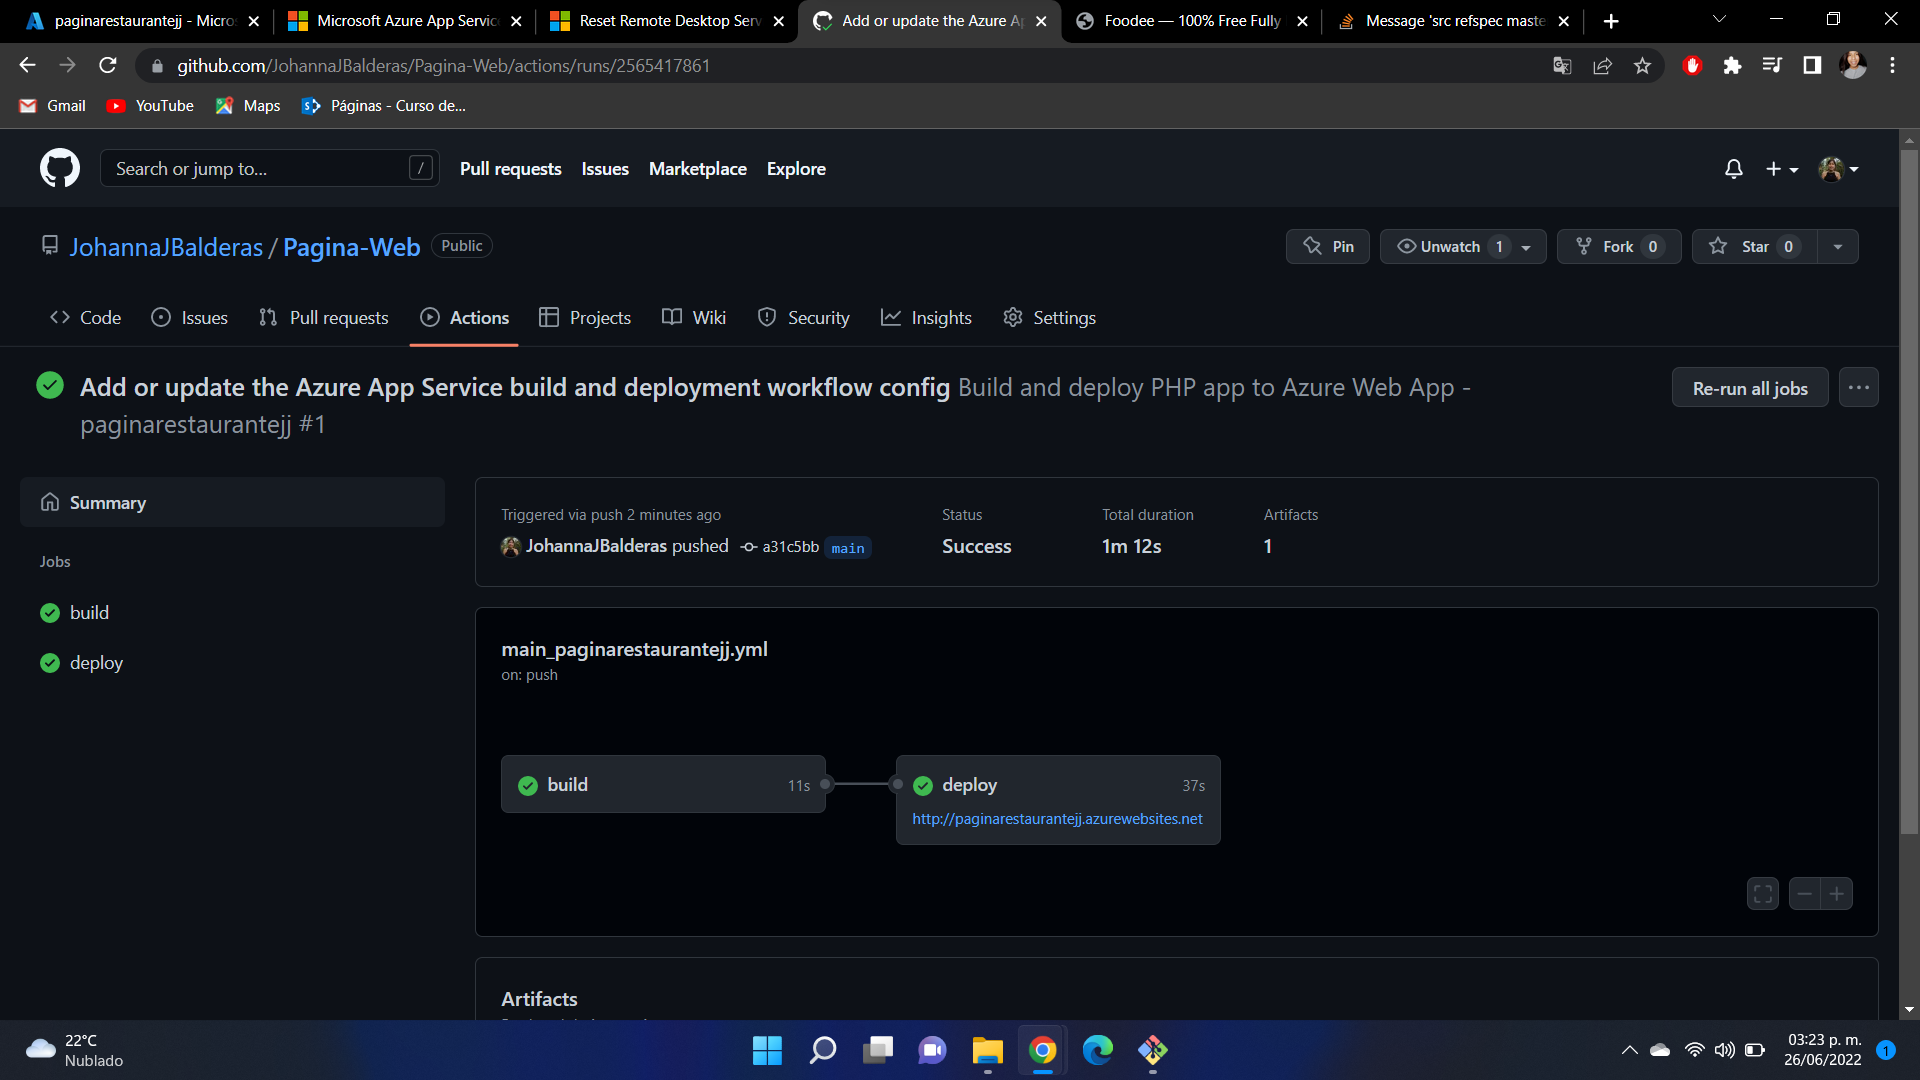 paginarestaurantejj - Micro
Microsoft Azure App Servic
Reset Remote Desktop Serv
Add or update the Azure A
Foodee — 100% Free Fully
Message 'src refspec maste
github.com/JohannaJBalderas/Pagina-Web/actions/runs/2565417861
Gmail
YouTube
Maps
Páginas - Curso de...
Search or jump to...
/
Pull requests
Issues
Marketplace
Explore
JohannaJBalderas / Pagina-Web
Public
Pin
Unwatch 1
Fork 0
Star 0
Code
Issues
Pull requests
Actions
Projects
Wiki
Security
Insights
Settings
Add or update the Azure App Service build and deployment workflow config Build and deploy PHP app to Azure Web App -
paginarestaurantejj #1
Re-run all jobs
Summary
Jobs
build
deploy
Triggered via push 2 minutes ago
JohannaJBalderas pushed a31c5bb main
Status
Success
Total duration
1m 12s
Artifacts
1
main_paginarestaurantejj.yml
on: push
build
11s
deploy
37s
http://paginarestaurantejj.azurewebsites.net
Artifacts
22°C
Nublado
03:23 p. m.
26/06/2022
1